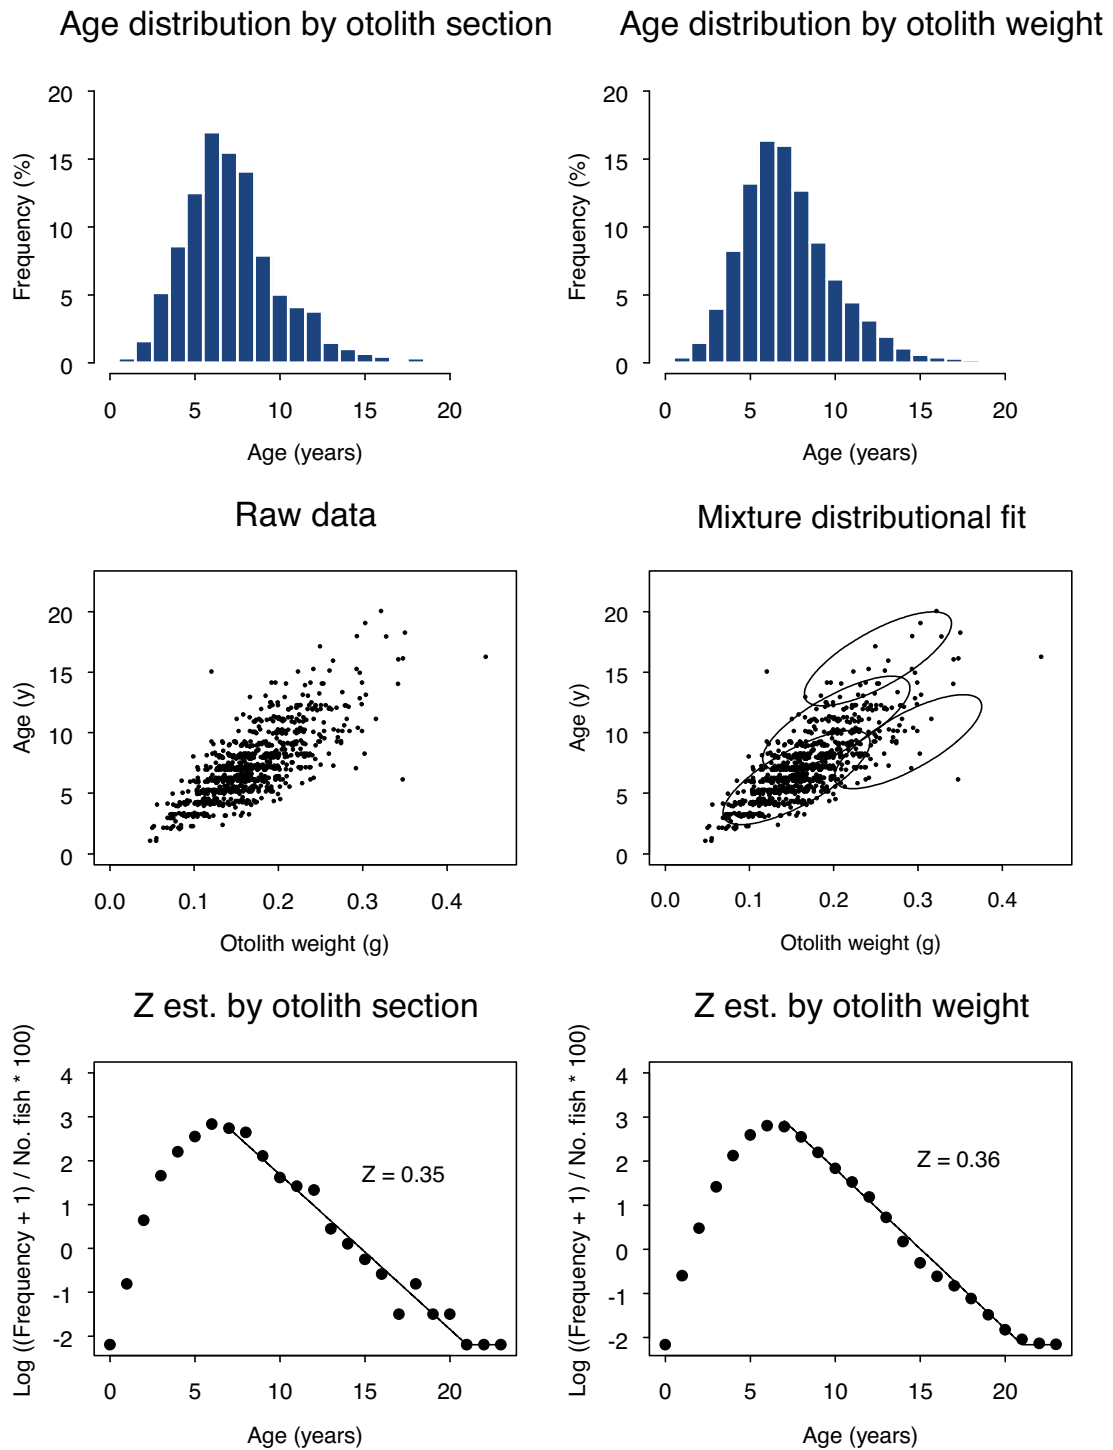 Age distribution by otolith section
Age distribution by otolith weight
Frequency (%)
20
15
10
5
0
0 5 10 15 20
Age (years)
Frequency (%)
20
15
10
5
0
0 5 10 15 20
Age (years)
Raw data
Mixture distributional fit
Age (y)
20
15
10
5
0
0.0 0.1 0.2 0.3 0.4
Otolith weight (g)
Age (y)
20
15
10
5
0
0.0 0.1 0.2 0.3 0.4
Otolith weight (g)
Z est. by otolith section
Z est. by otolith weight
Log ((Frequency + 1) / No. fish * 100)
4
3
2
1
0
-1
-2
Z = 0.35
0 5 10 15 20
Age (years)
Log ((Frequency + 1) / No. fish * 100)
4
3
2
1
0
-1
-2
Z = 0.36
0 5 10 15 20
Age (years)